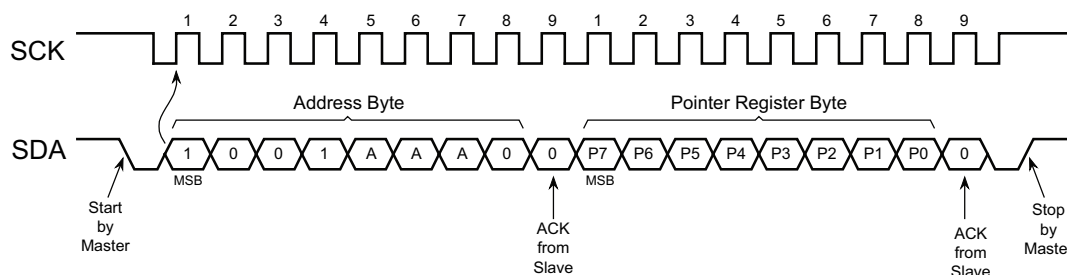 1 2 3 4 5 6 7 8 9 1 2 3 4 5 6 7 8 9
SCK
Address Byte Pointer Register Byte
SDA 1 0 0 1 A A A 0 0 P7 P6 P5 P4 P3 P2 P1 P0 0
MSB MSB
Start
by
Master
ACK
from
Slave
ACK
from
Slave
Stop
by
Maste